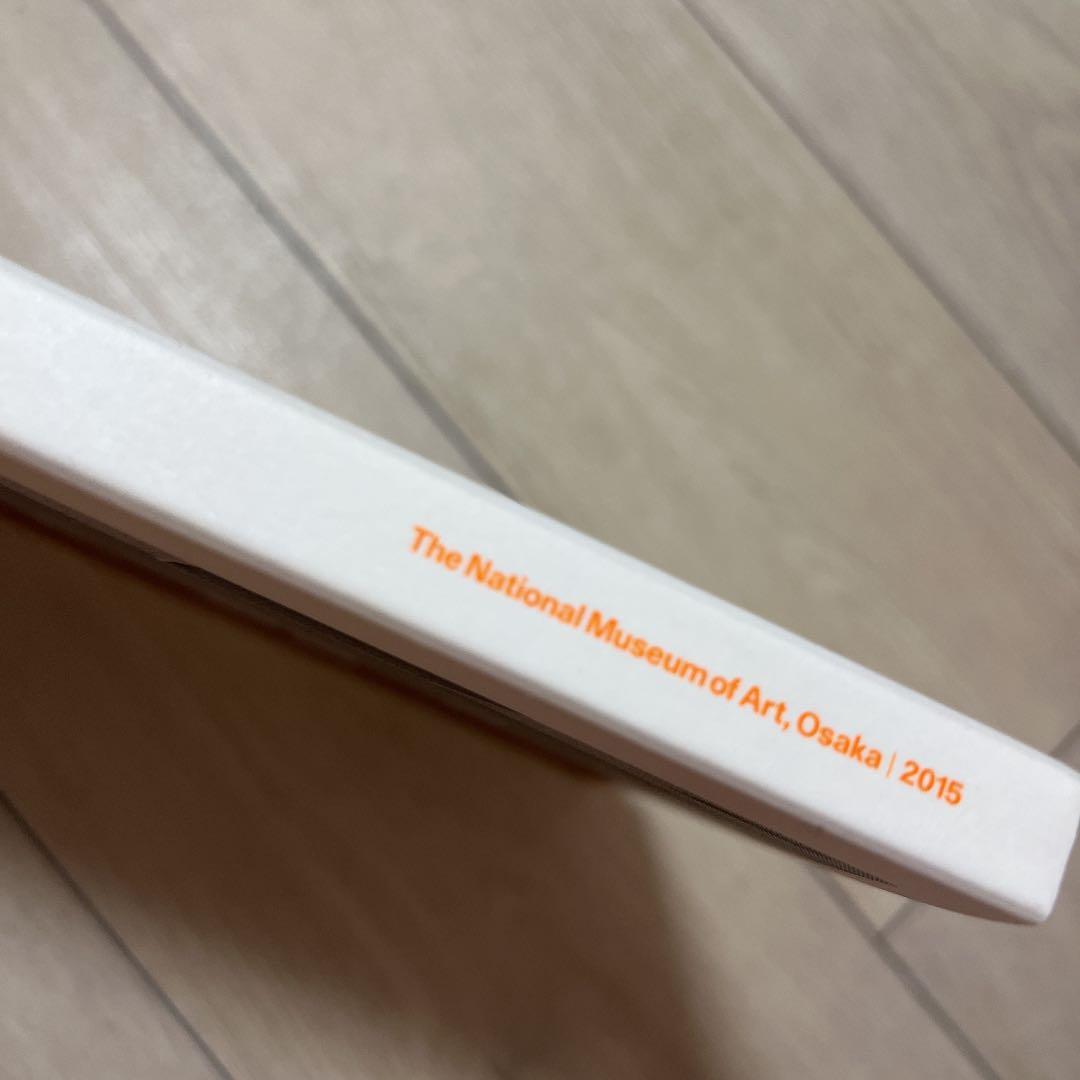 The National Museum of Art, Osaka | 2015